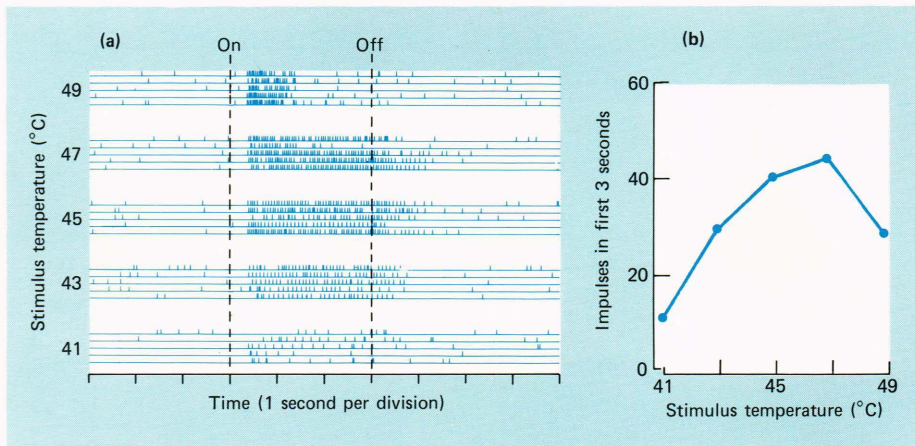 (a)
On Off
Stimulus temperature (°C)
49
47
45
43
41
Time (1 second per division)
(b)
Impulses in first 3 seconds
60
40
20
0
41 45 49
Stimulus temperature (°C)